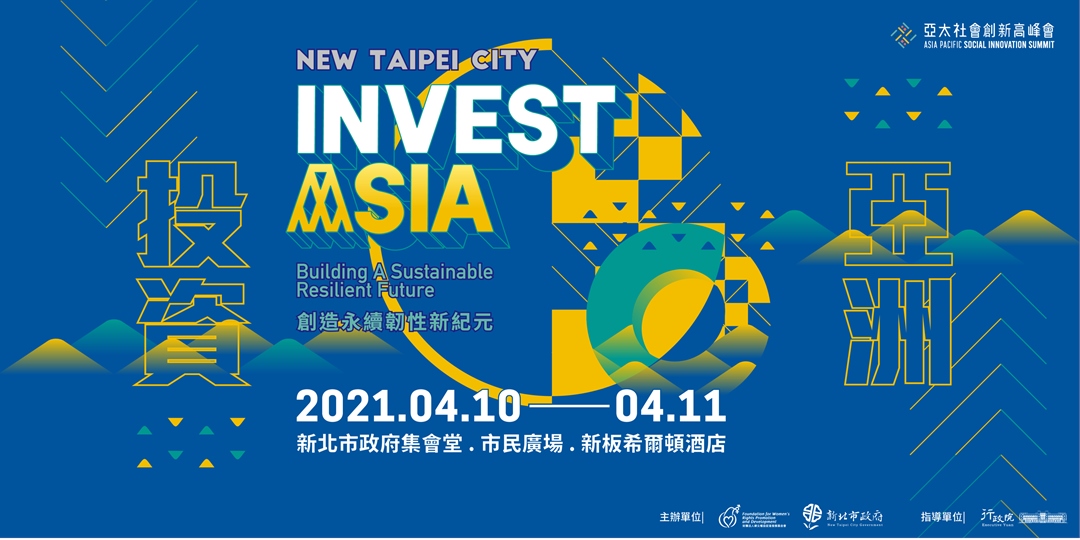 亞太社會創新高峰會
ASIA PACIFIC SOCIAL INNOVATION SUMMIT
NEW TAIPEI CITY
INVEST
ASIA
投資
亞洲
Building A Sustainable
Resilient Future
創造永續韌性新紀元
2021.04.10——04.11
新北市政府集會堂 . 市民廣場 . 新板希爾頓酒店
主辦單位|
Foundation for Women's
Rights Promotion
and Development
新北市政府
New Taipei City Government
指導單位|
行政院
Executive Yuan